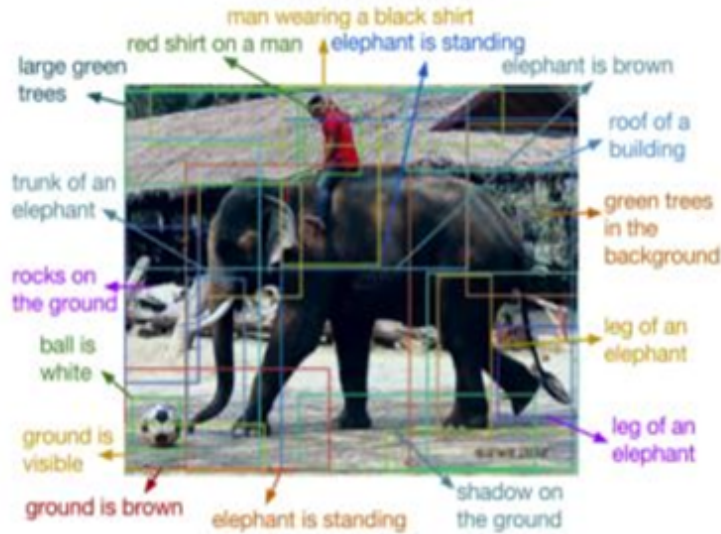 man wearing a black shirt
red shirt on a man
elephant is standing
large green
trees
elephant is brown
roof of a
building
trunk of an
elephant
green trees
in the
background
rocks on
the ground
leg of an
elephant
ball is
white
ground is
visible
leg of an
elephant
ground is brown
elephant is standing
shadow on
the ground